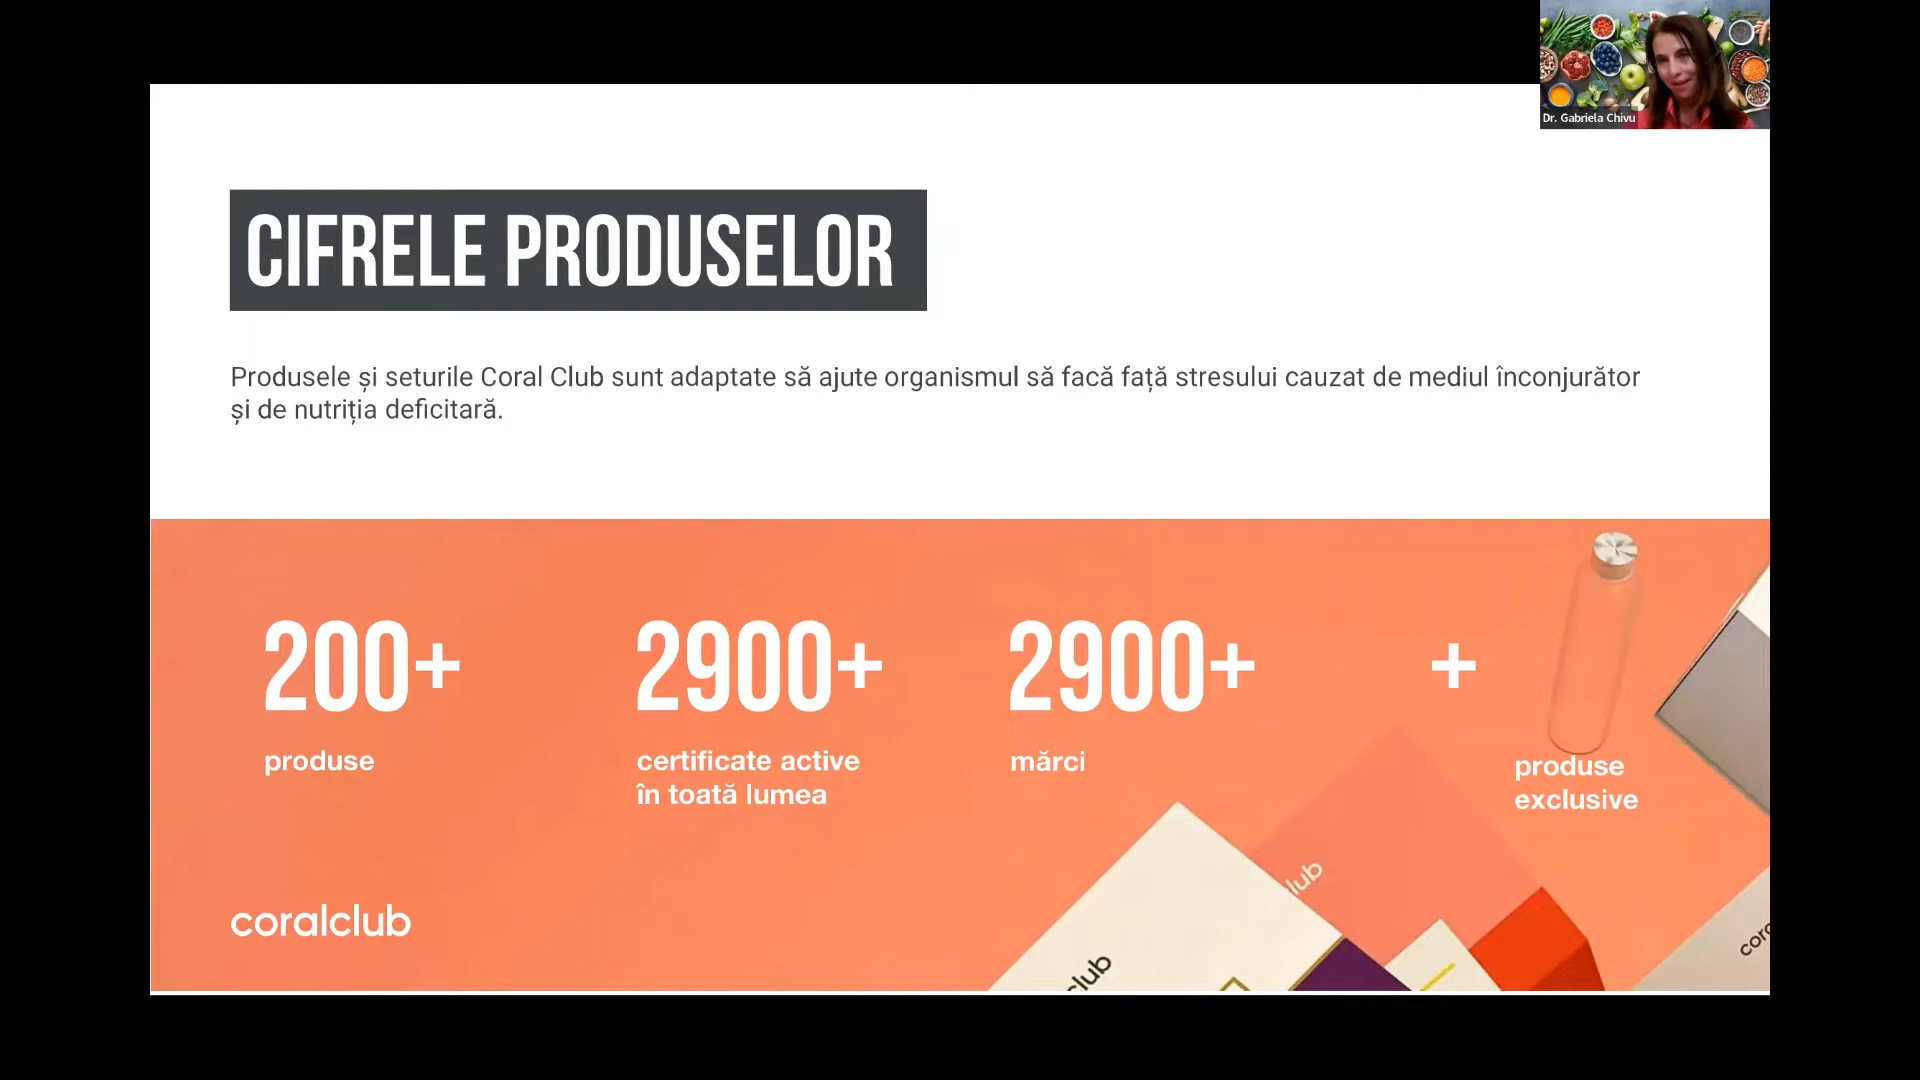 Dr. Gabriela Chivu
CIFRELE PRODUSELOR
Produsele și seturile Coral Club sunt adaptate să ajute organismul să facă față stresului cauzat de mediul înconjurător
și de nutriția deficitară.
200+
produse
2900+
certificate active
în toată lumea
2900+
mărci
+
produse
exclusive
coralclub
club
lub
cor